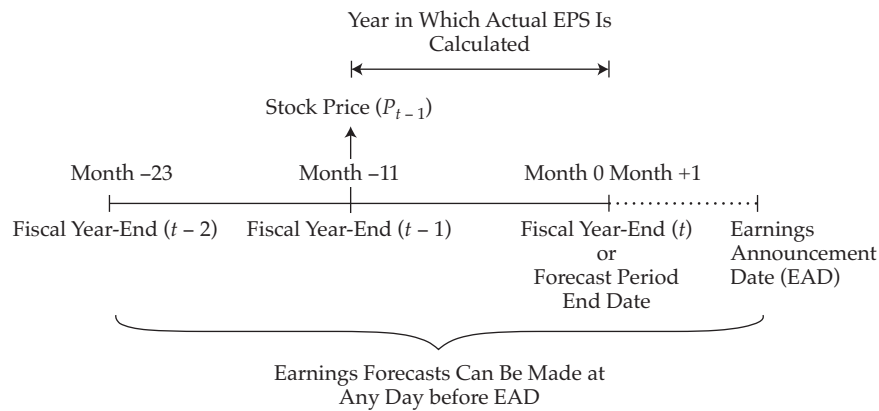 Year in Which Actual EPS Is
Calculated
Stock Price (Pt – 1)
Month –23
Month –11
Month 0 Month +1
Fiscal Year-End (t – 2)
Fiscal Year-End (t – 1)
Fiscal Year-End (t)
or
Forecast Period
End Date
Earnings
Announcement
Date (EAD)
Earnings Forecasts Can Be Made at
Any Day before EAD